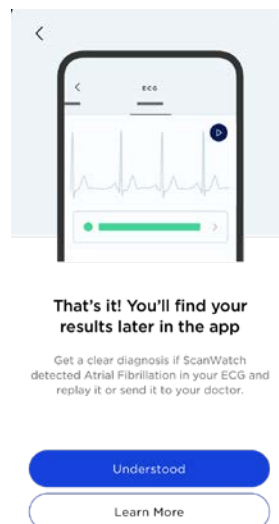 ECG
That's it! You'll find your
results later in the app
Get a clear diagnosis if ScanWatch
detected Atrial Fibrillation in your ECG and
replay it or send it to your doctor.
Understood
Learn More